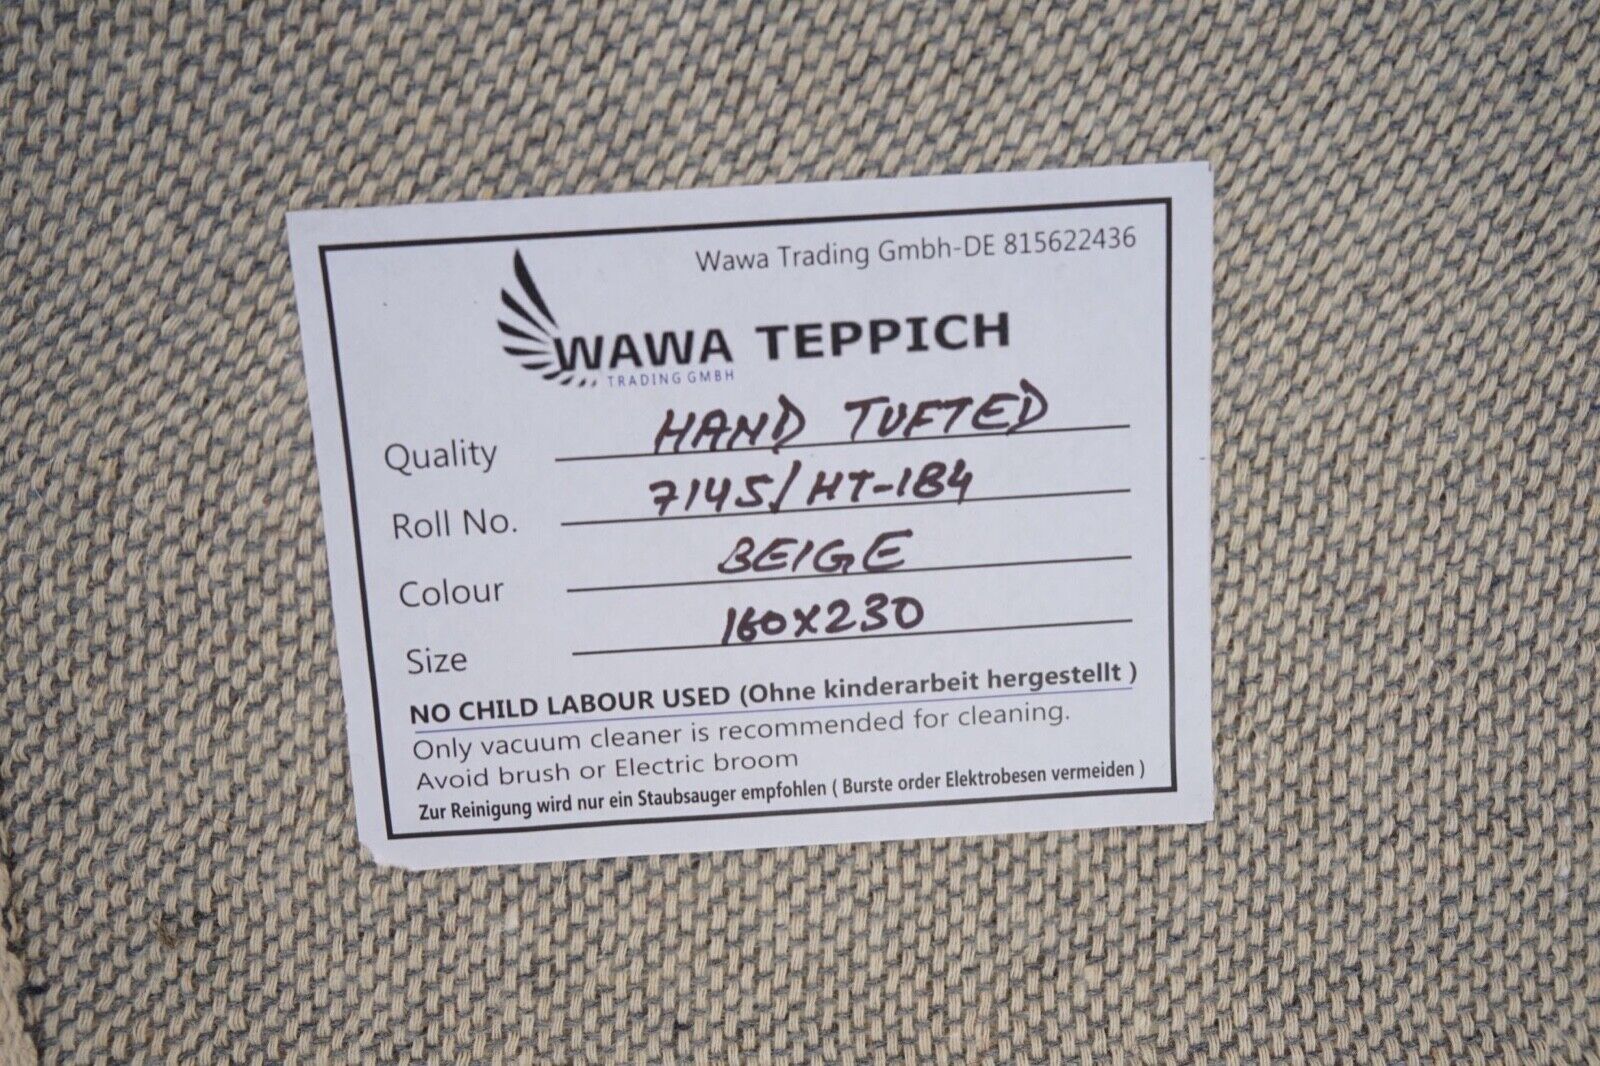 Wawa Trading Gmbh-DE 815622436
WAWA TEPPICH
TRADING GMBH
Quality HAND TUFTED
Roll No. 7145/HT-184
Colour BEIGE
Size 160X230
NO CHILD LABOUR USED (Ohne kinderarbeit hergestellt )
Only vacuum cleaner is recommended for cleaning.
Avoid brush or Electric broom
Zur Reinigung wird nur ein Staubsauger empfohlen ( Burste order Elektrobesen vermeiden )